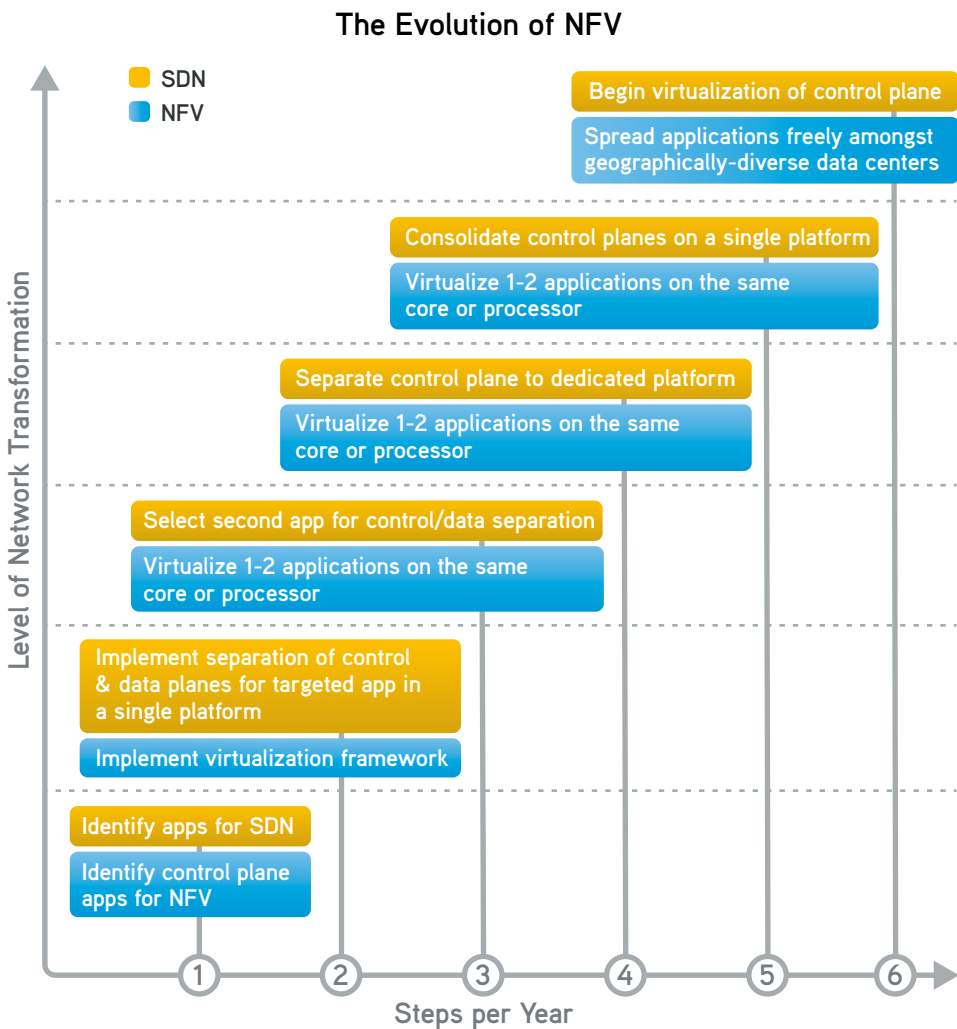 The Evolution of NFV
SDN
NFV
Begin virtualization of control plane
Spread applications freely amongst
geographically-diverse data centers
Consolidate control planes on a single platform
Virtualize 1-2 applications on the same
core or processor
Separate control plane to dedicated platform
Virtualize 1-2 applications on the same
core or processor
Select second app for control/data separation
Virtualize 1-2 applications on the same
core or processor
Implement separation of control
& data planes for targeted app in
a single platform
Implement virtualization framework
Identify apps for SDN
Identify control plane
apps for NFV
Level of Network Transformation
1 2 3 4 5 6
Steps per Year